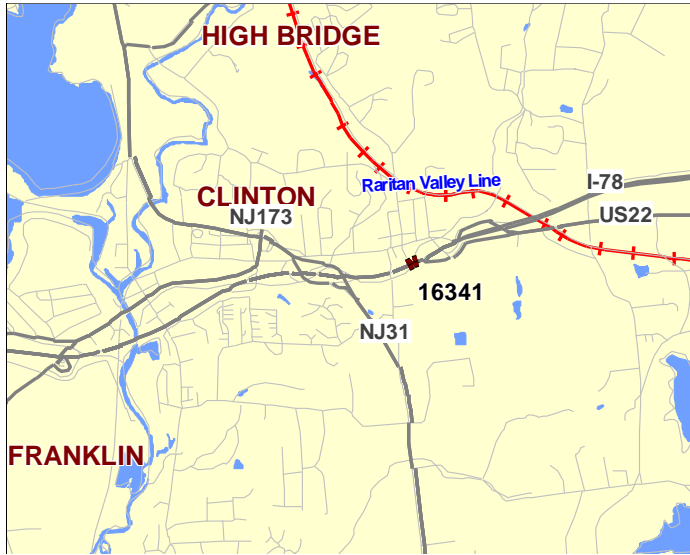 HIGH BRIDGE
Raritan Valley Line
I-78
CLINTON
NJ173
US22
16341
NJ31
FRANKLIN